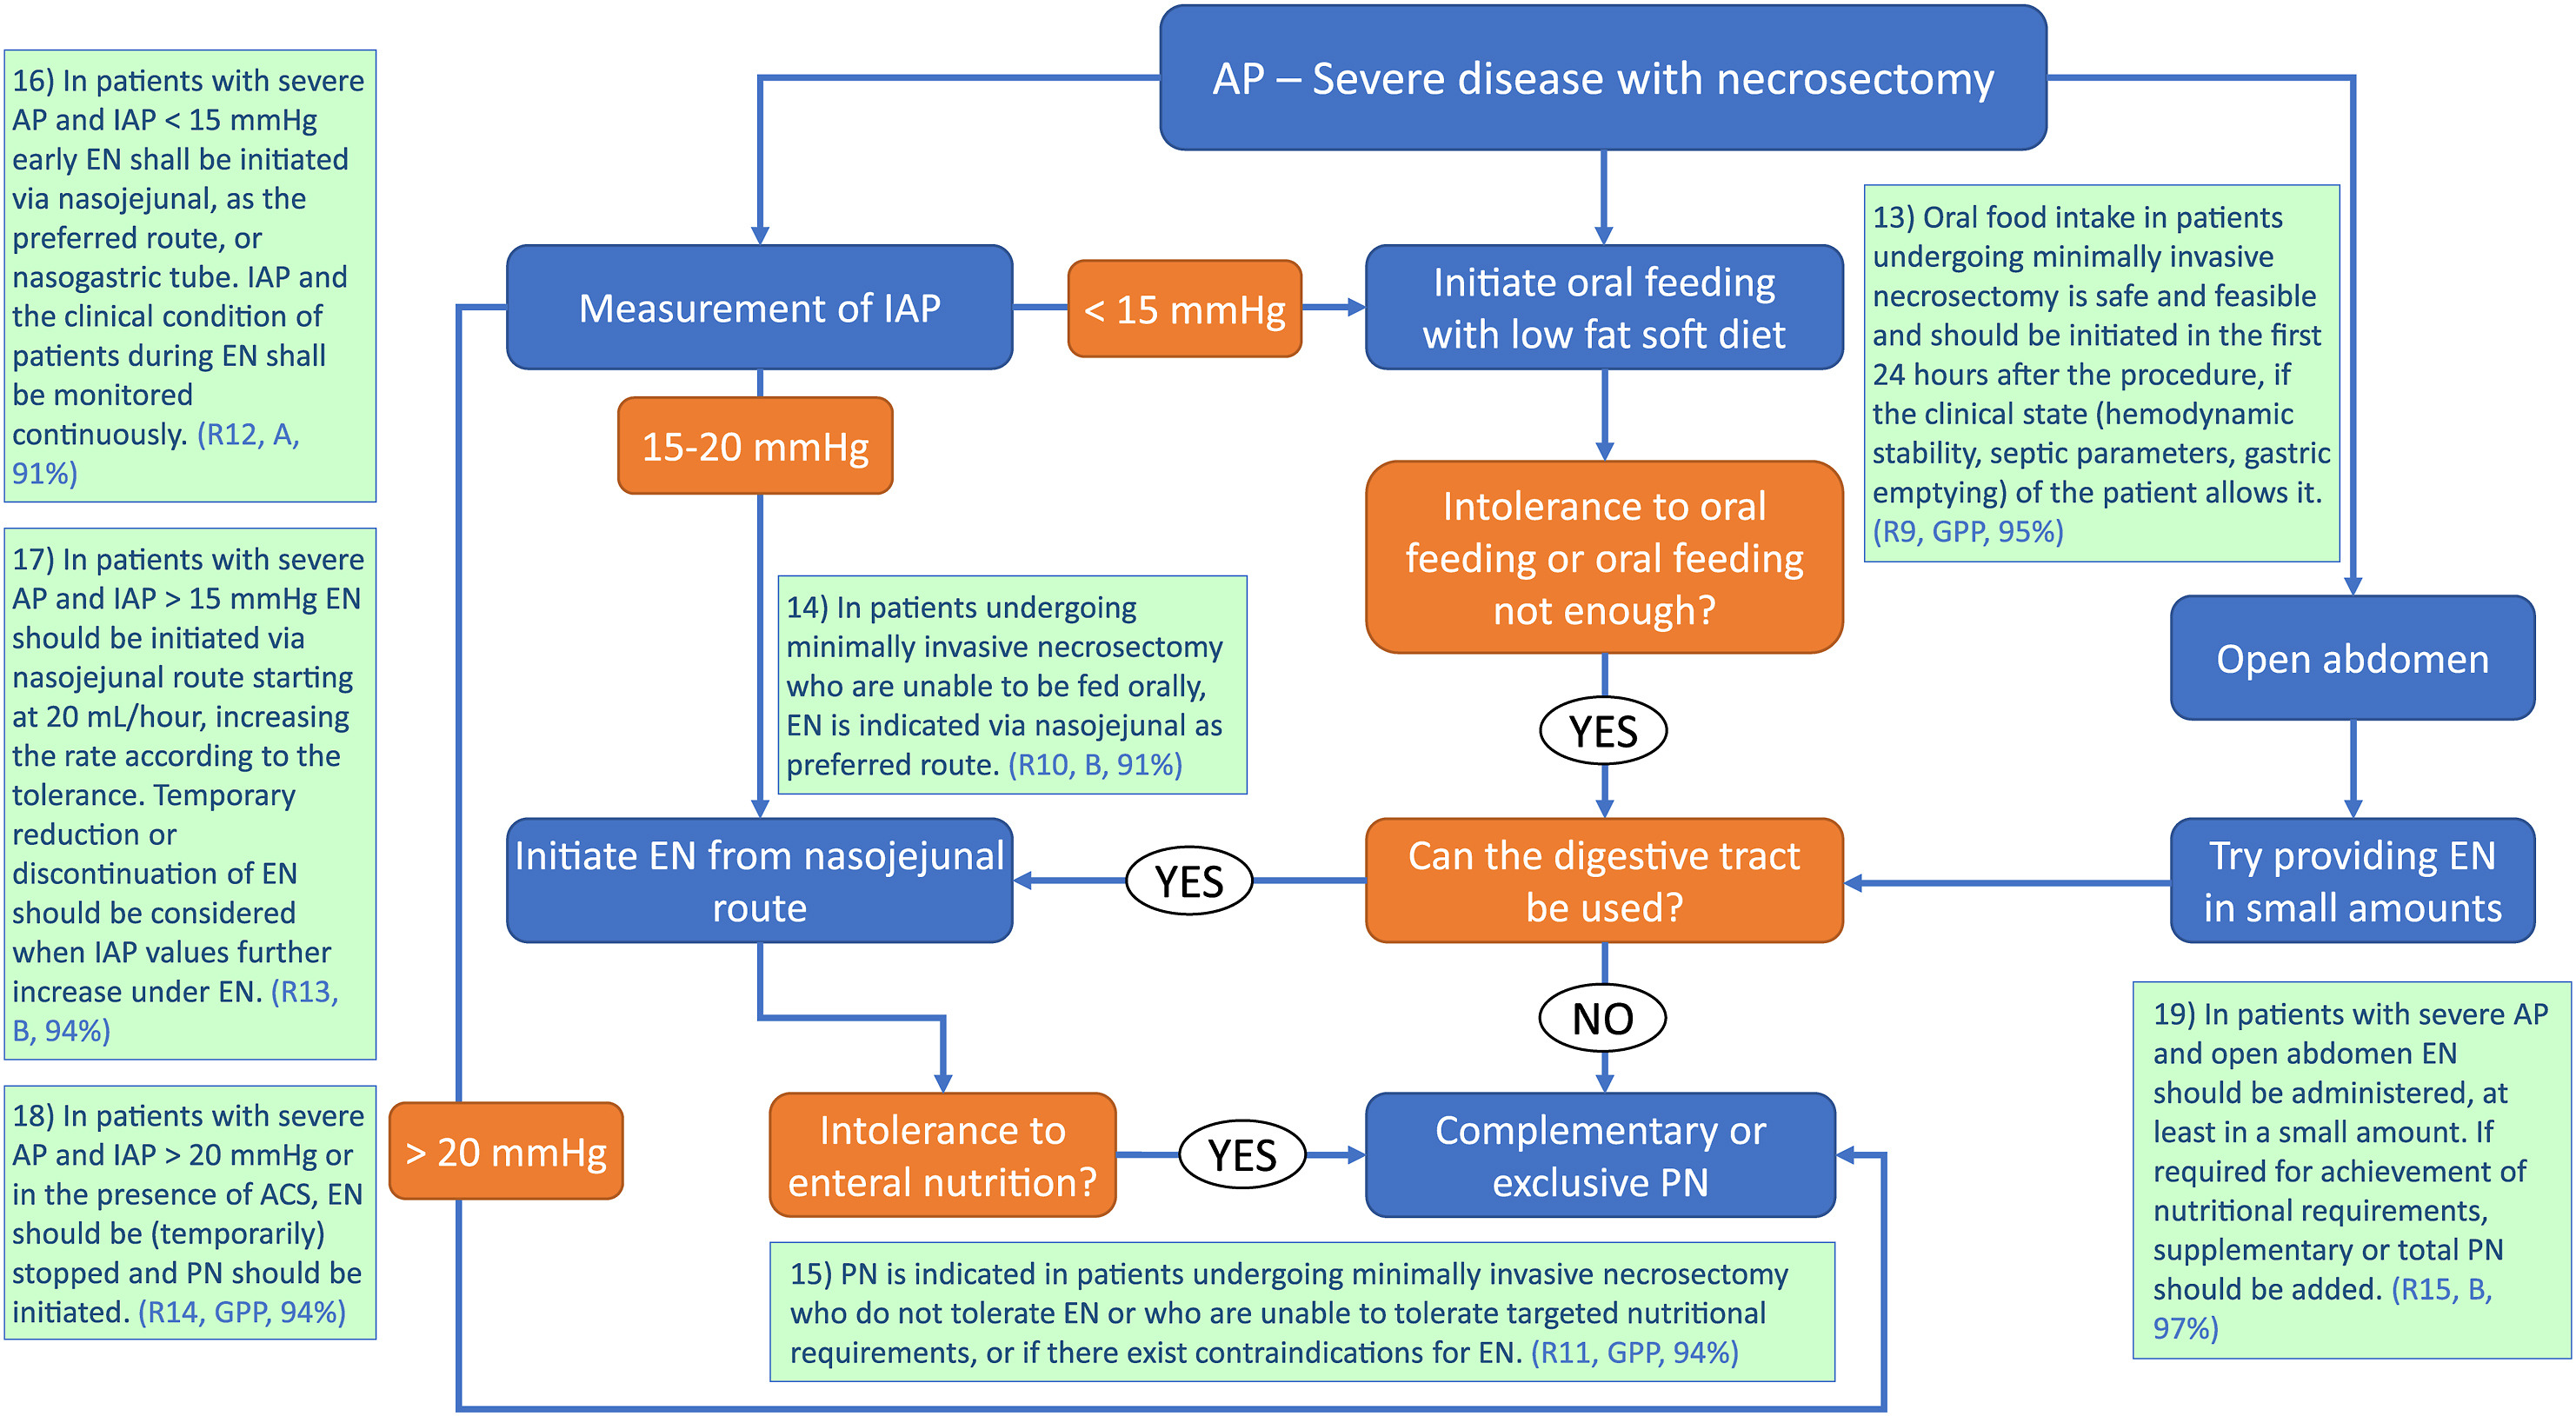 AP – Severe disease with necrosectomy
16) In patients with severe
AP and IAP < 15 mmHg
early EN shall be initiated
via nasojejunal, as the
preferred route, or
nasogastric tube. IAP and
the clinical condition of
patients during EN shall
be monitored
continuously. (R12, A,
91%)
17) In patients with severe
AP and IAP > 15 mmHg EN
should be initiated via
nasojejunal route starting
at 20 mL/hour, increasing
the rate according to the
tolerance. Temporary
reduction or
discontinuation of EN
should be considered
when IAP values further
increase under EN. (R13,
B, 94%)
18) In patients with severe
AP and IAP > 20 mmHg or
in the presence of ACS, EN
should be (temporarily)
stopped and PN should be
initiated. (R14, GPP, 94%)
Measurement of IAP
< 15 mmHg
Initiate oral feeding
with low fat soft diet
13) Oral food intake in patients
undergoing minimally invasive
necrosectomy is safe and feasible
and should be initiated in the first
24 hours after the procedure, if
the clinical state (hemodynamic
stability, septic parameters, gastric
emptying) of the patient allows it.
(R9, GPP, 95%)
15-20 mmHg
Intolerance to oral
feeding or oral feeding
not enough?
14) In patients undergoing
minimally invasive necrosectomy
who are unable to be fed orally,
EN is indicated via nasojejunal as
preferred route. (R10, B, 91%)
YES
Open abdomen
Initiate EN from nasojejunal
route
YES
Can the digestive tract
be used?
Try providing EN
in small amounts
NO
> 20 mmHg
Intolerance to
enteral nutrition?
YES
Complementary or
exclusive PN
19) In patients with severe AP
and open abdomen EN
should be administered, at
least in a small amount. If
required for achievement of
nutritional requirements,
supplementary or total PN
should be added. (R15, B,
97%)
15) PN is indicated in patients undergoing minimally invasive necrosectomy
who do not tolerate EN or who are unable to tolerate targeted nutritional
requirements, or if there exist contraindications for EN. (R11, GPP, 94%)